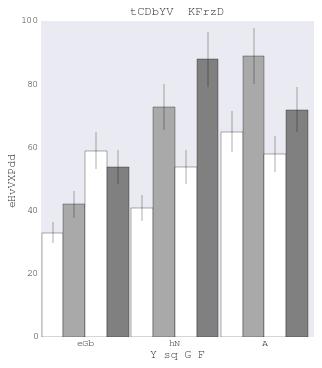 tCDbYV KFrzD
100
80
60
40
20
0
eHvVXPdd
eGb hN A
Y sq G F